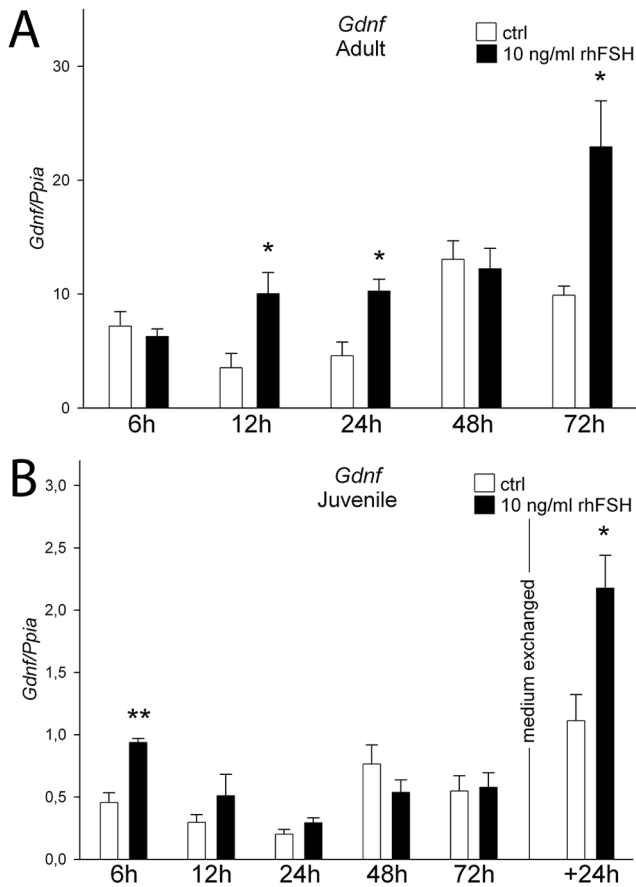 A
Gdnf
Adult
ctrl
10 ng/ml rhFSH
30
20
10
0
Gdnf/Ppia
*
*
*
6h
12h
24h
48h
72h
B
Gdnf
Juvenile
ctrl
10 ng/ml rhFSH
3,0
2,5
2,0
1,5
1,0
0,5
0,0
Gdnf/Ppia
**
medium exchanged
*
6h
12h
24h
48h
72h
+24h